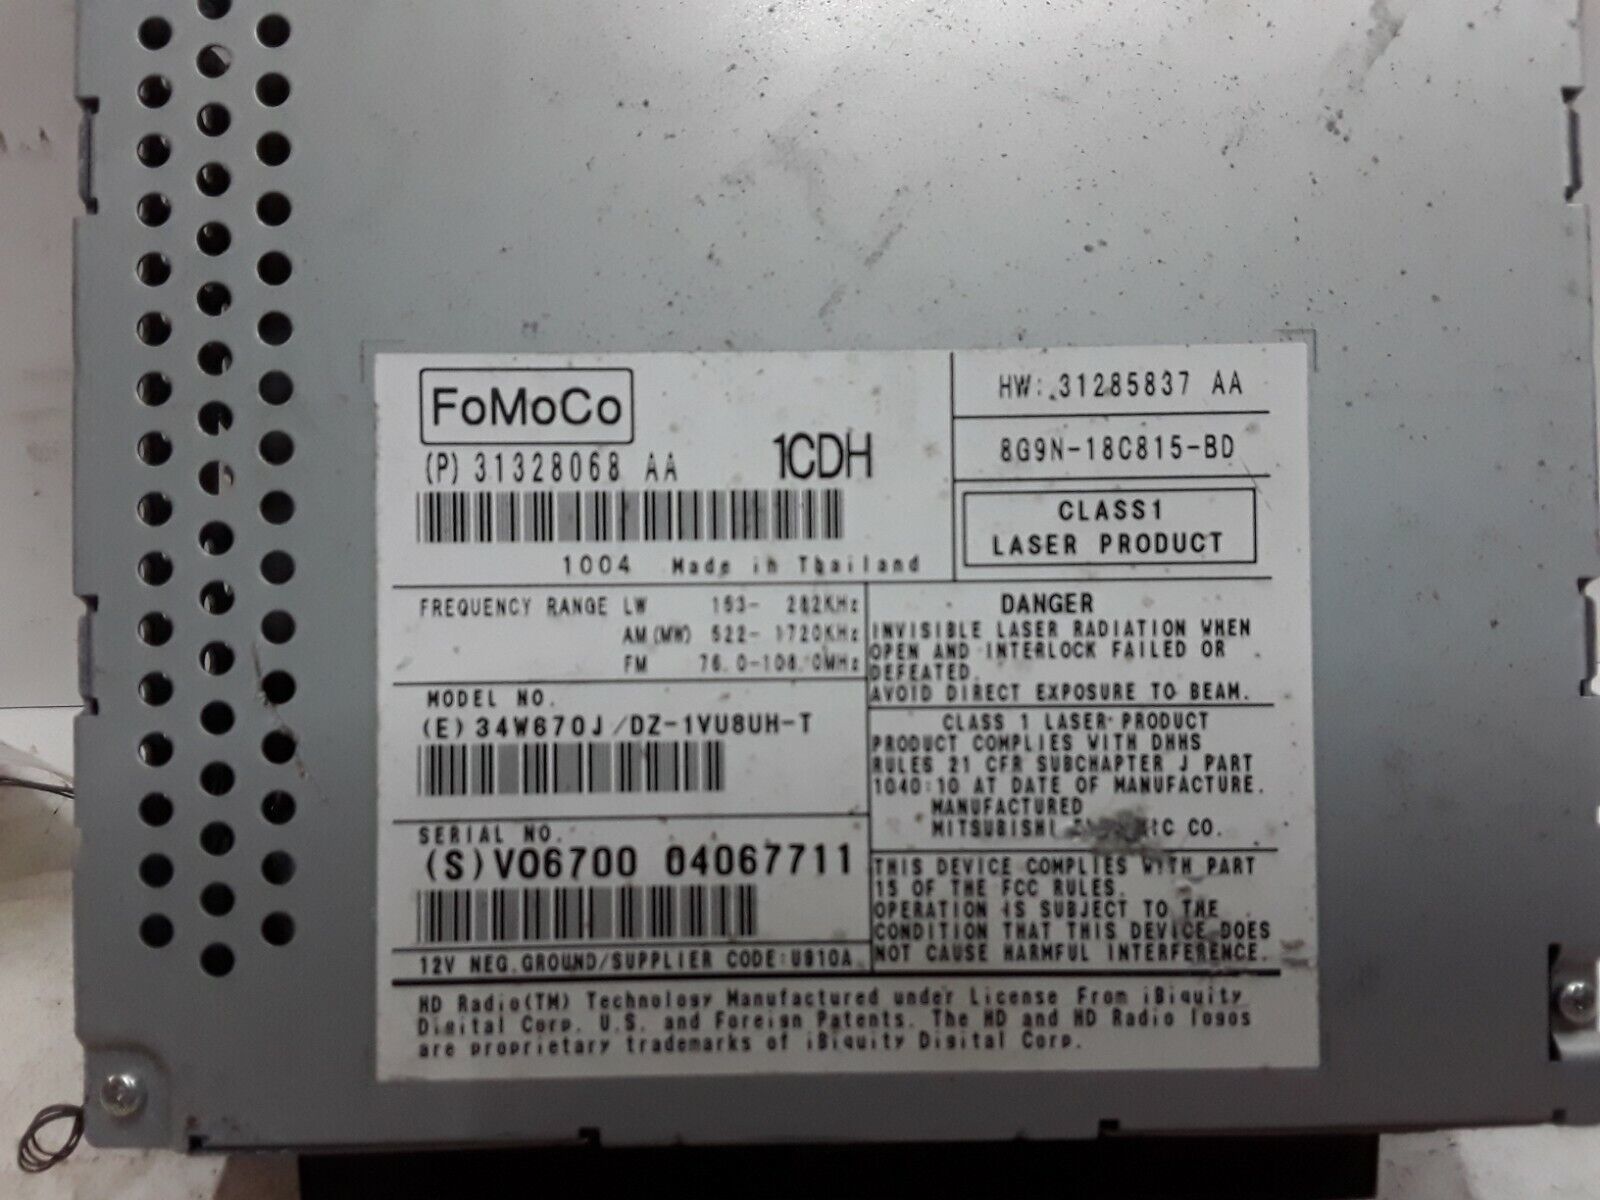 FoMoCo
(P) 31328068 AA 1CDH
1004 Made in Thailand
HW: 31285837 AA
8G9N-18C815-BD
CLASS1
LASER PRODUCT
FREQUENCY RANGE LW 153- 282KHz
AM(MW) 522- 1720KHz
FM 76.0-108.0MHz
MODEL NO.
(E)34W670J/DZ-1VU8UH-T
SERIAL NO.
(S)V06700 04067711
12V NEG.GROUND/SUPPLIER CODE:U910A
DANGER
INVISIBLE LASER RADIATION WHEN
OPEN AND INTERLOCK FAILED OR
DEFEATED.
AVOID DIRECT EXPOSURE TO BEAM.
CLASS 1 LASER PRODUCT
PRODUCT COMPLIES WITH DHHS
RULES 21 CFR SUBCHAPTER J PART
1040:10 AT DATE OF MANUFACTURE.
MANUFACTURED
MITSUBISHI CO.
THIS DEVICE COMPLIES WITH PART
15 OF THE FCC RULES.
OPERATION IS SUBJECT TO THE
CONDITION THAT THIS DEVICE DOES
NOT CAUSE HARMFUL INTERFERENCE.
HD Radio(TM) Technology Manufactured under License From iBiquity
Digital Corp. U.S. and Foreign Patents. The HD and HD Radio logos
are proprietary trademarks of iBiquity Digital Corp.